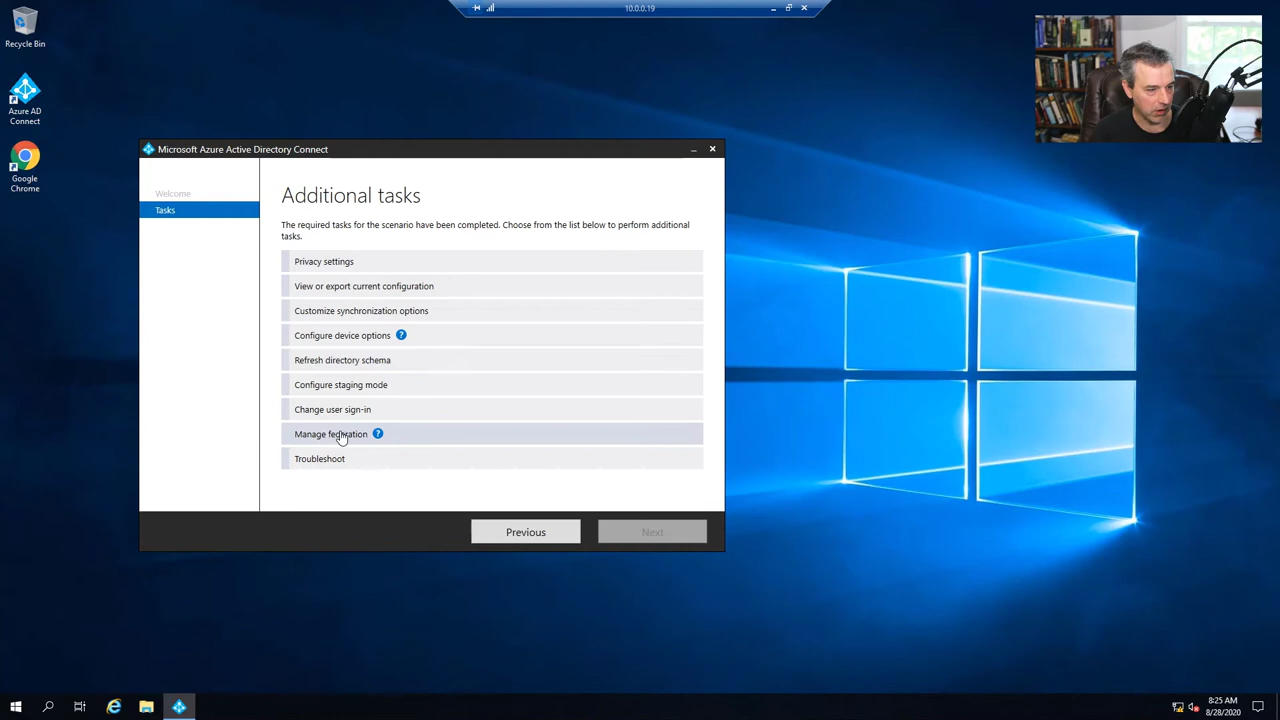 10.0.0.19
Recycle Bin
Azure AD
Connect
Google
Chrome
Microsoft Azure Active Directory Connect
Welcome
Tasks
Additional tasks
The required tasks for the scenario have been completed. Choose from the list below to perform additional
tasks.
Privacy settings
View or export current configuration
Customize synchronization options
Configure device options ?
Refresh directory schema
Configure staging mode
Change user sign-in
Manage federation ?
Troubleshoot
Previous
Next
8:25 AM
8/28/2020